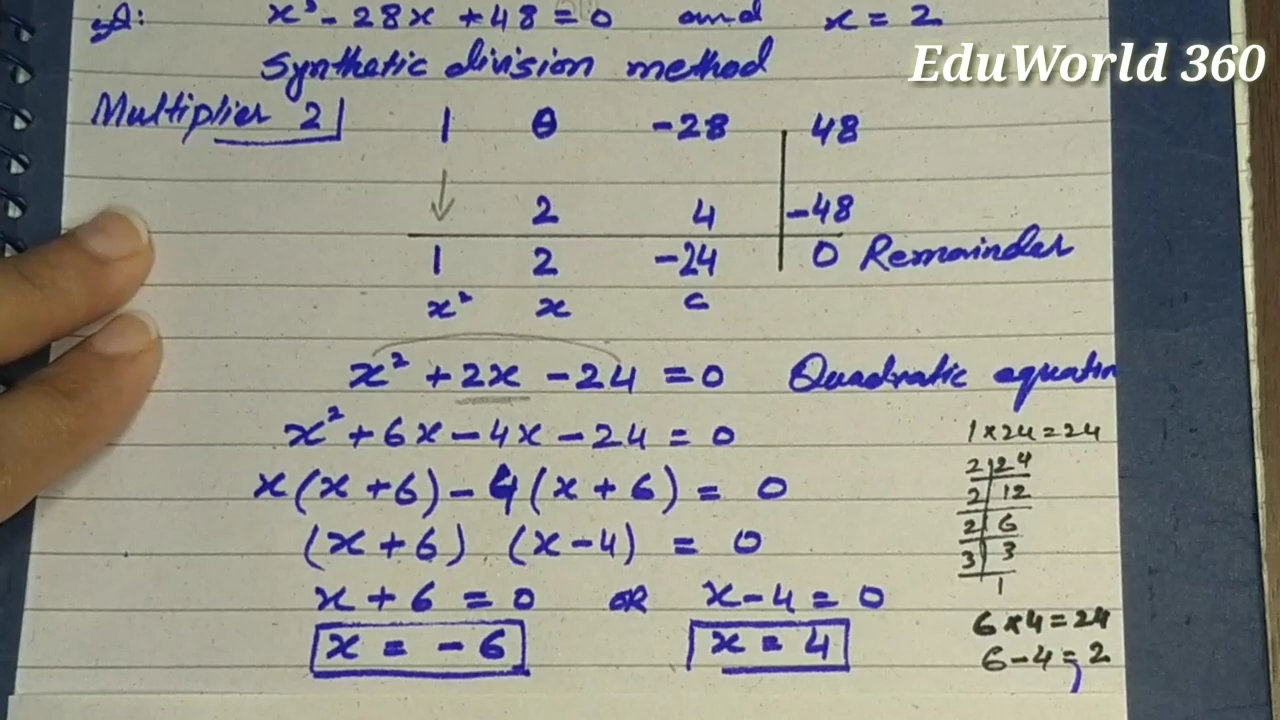 Sol: x³ - 28x + 48 = 0 and x = 2
EduWorld 360
Synthetic division method
Multiplier 2 1 0 -28 48
↓ 2 4 -48
1 2 -24 0 Remainder
x² x c
x² + 2x - 24 = 0 Quadratic equation
x² + 6x - 4x - 24 = 0
x(x + 6) - 4(x + 6) = 0
(x + 6) (x - 4) = 0
x + 6 = 0 OR x - 4 = 0
x = - 6 x = 4
1 x 24 = 24
2 | 24
2 | 12
2 | 6
3 | 3
1
6 x 4 = 24
6 - 4 = 2